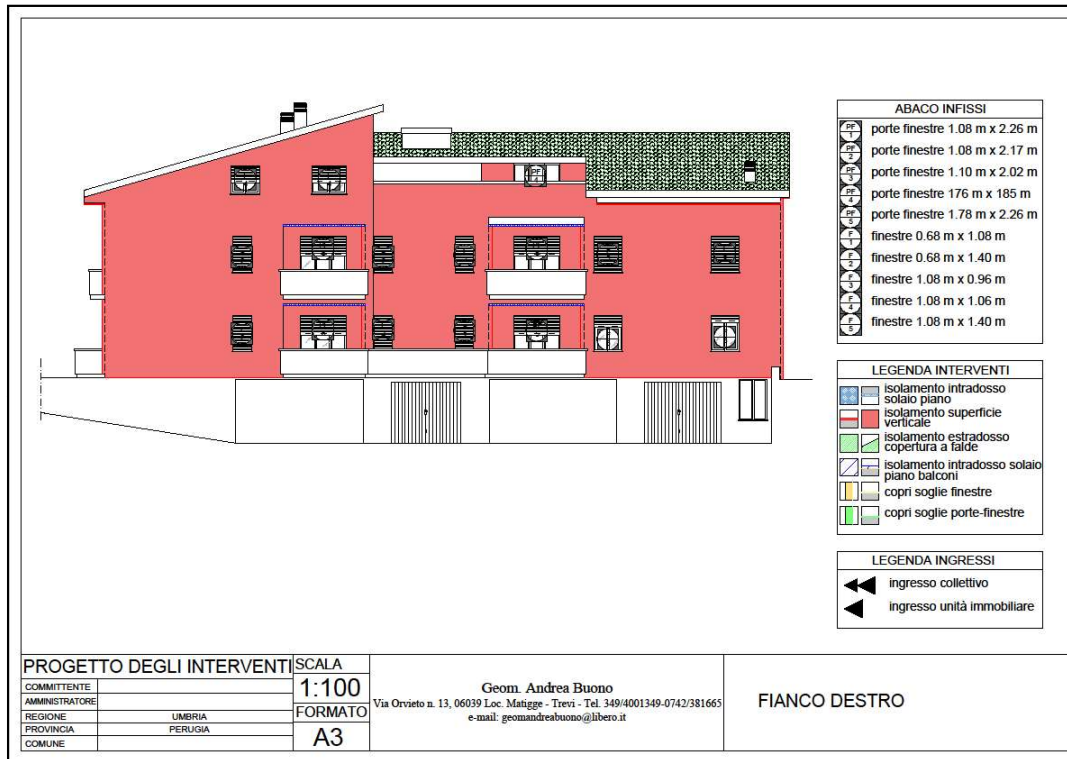 ABACO INFISSI
PF 1 porte finestre 1.08 m x 2.26 m
PF 2 porte finestre 1.08 m x 2.17 m
PF 3 porte finestre 1.10 m x 2.02 m
PF 4 porte finestre 176 m x 185 m
PF 5 porte finestre 1.78 m x 2.26 m
F 1 finestre 0.68 m x 1.08 m
F 2 finestre 0.68 m x 1.40 m
F 3 finestre 1.08 m x 0.96 m
F 4 finestre 1.08 m x 1.06 m
F 5 finestre 1.08 m x 1.40 m
PF
LEGENDA INTERVENTI
isolamento intradosso
solaio piano
isolamento superficie
verticale
isolamento estradosso
copertura a falde
isolamento intradosso solaio
piano balconi
copri soglie finestre
copri soglie porte-finestre
LEGENDA INGRESSI
ingresso collettivo
ingresso unità immobiliare
PROGETTO DEGLI INTERVENTI
COMMITTENTE
AMMINISTRATORE
REGIONE UMBRIA
PROVINCIA PERUGIA
COMUNE
SCALA
1:100
FORMATO
A3
Geom. Andrea Buono
Via Orvieto n. 13, 06039 Loc. Matigge - Trevi - Tel. 349/4001349-0742/381665
e-mail: geomandreabuono@libero.it
FIANCO DESTRO